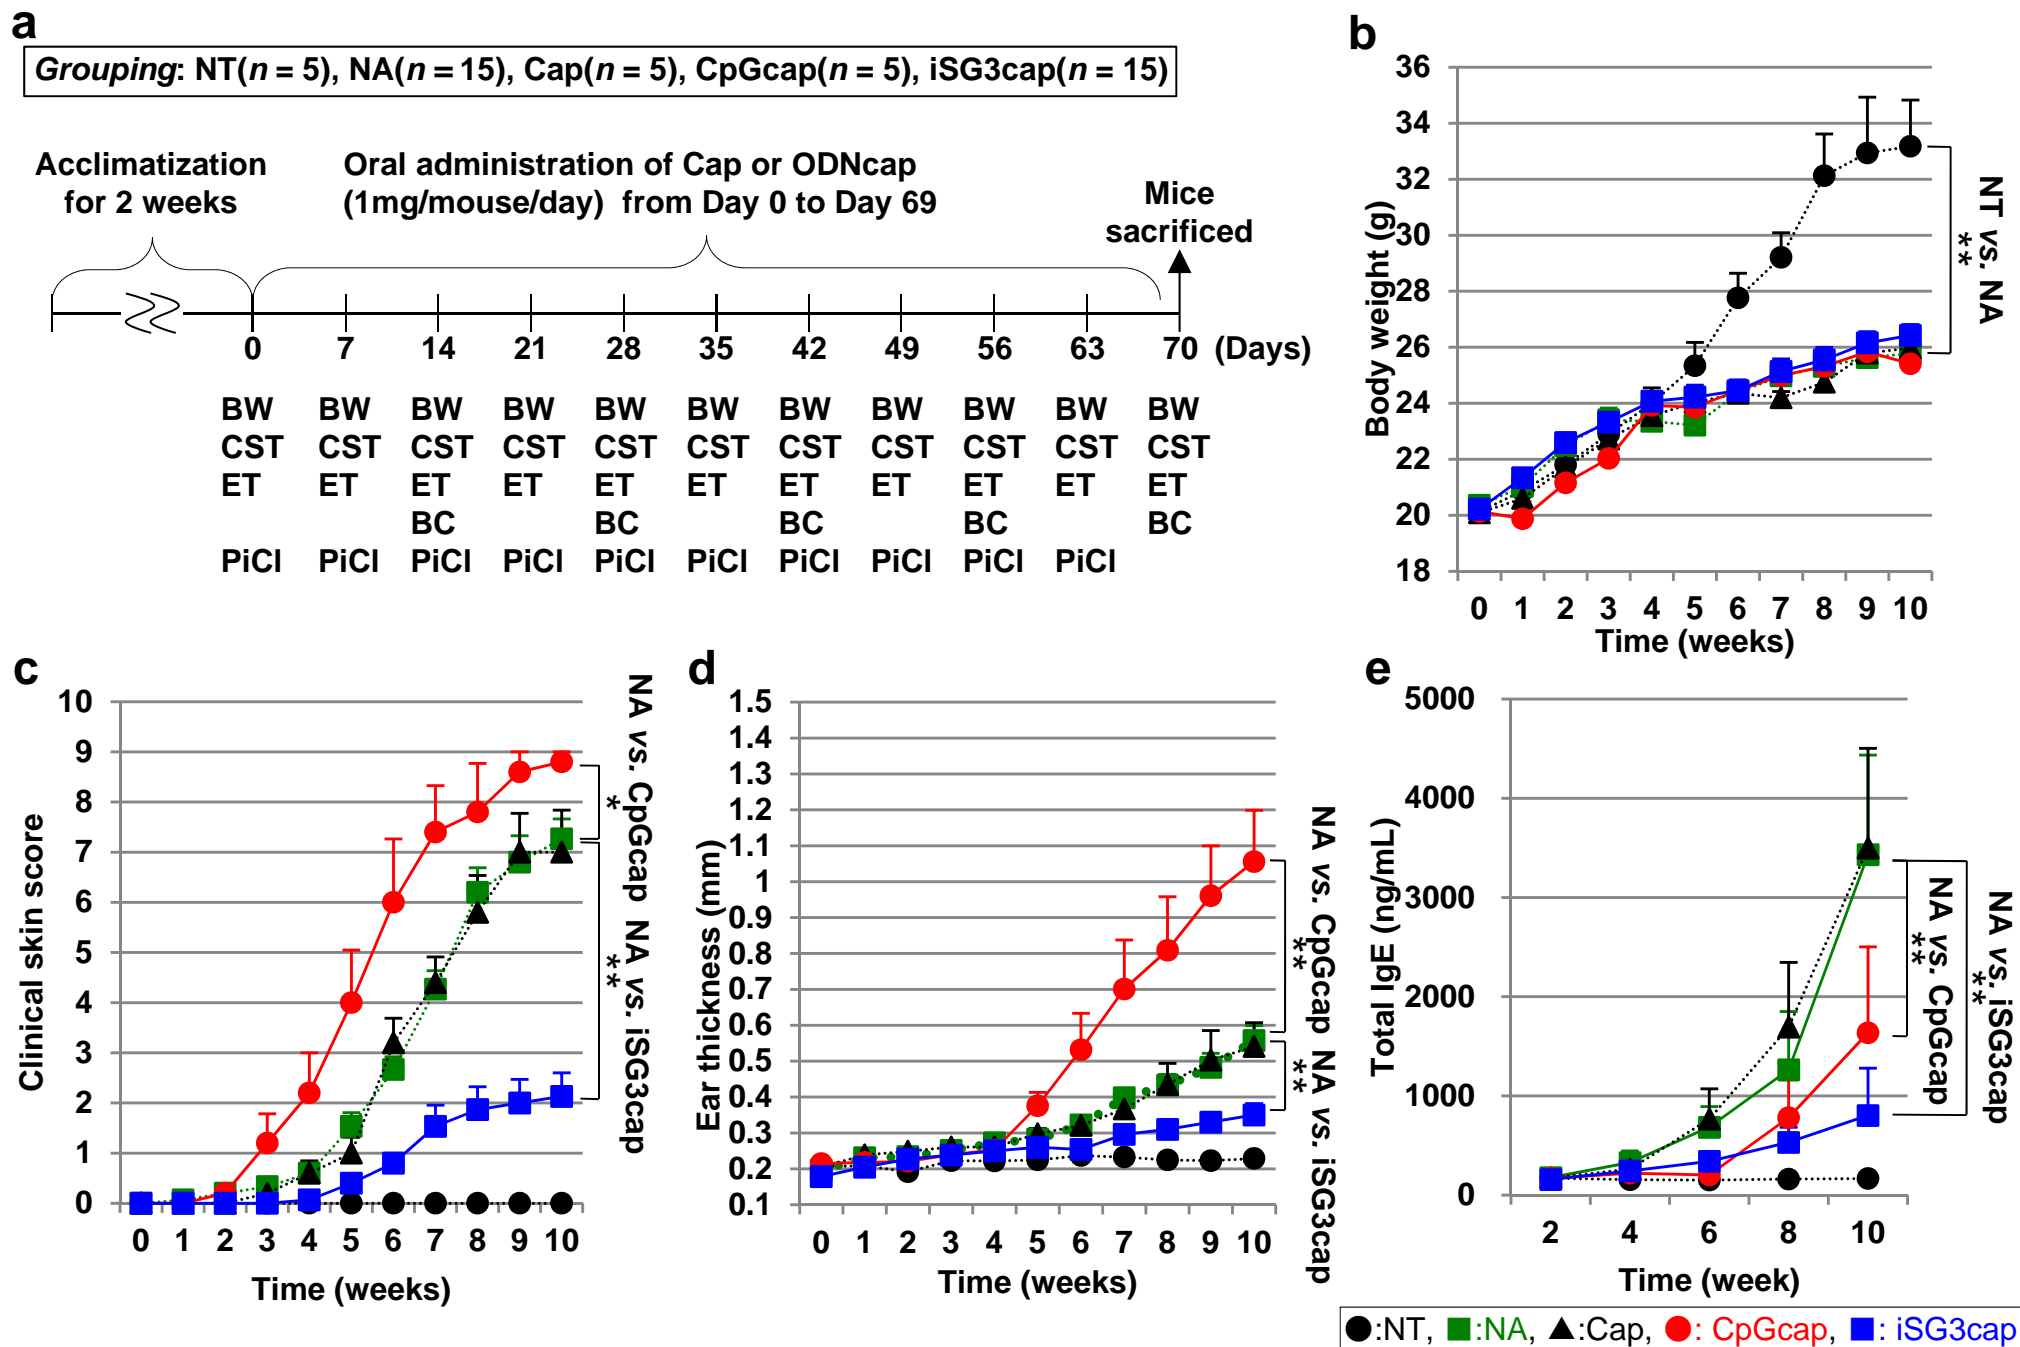 a
Grouping: NT(n = 5), NA(n = 15), Cap(n = 5), CpGcap(n = 5), iSG3cap(n = 15)
Acclimatization
for 2 weeks
Oral administration of Cap or ODNcap
(1mg/mouse/day) from Day 0 to Day 69
Mice
sacrificed
0 7 14 21 28 35 42 49 56 63 70 (Days)
BW BW BW BW BW BW BW BW BW BW BW
CST CST CST CST CST CST CST CST CST CST CST
ET ET ET ET ET ET ET ET ET ET ET
BC BC BC BC BC
PiCl PiCl PiCl PiCl PiCl PiCl PiCl PiCl PiCl PiCl
b
Body weight (g)
36
34
32
30
28
26
24
22
20
18
0 1 2 3 4 5 6 7 8 9 10
Time (weeks)
NT vs. NA
**
c
Clinical skin score
10
9
8
7
6
5
4
3
2
1
0
0 1 2 3 4 5 6 7 8 9 10
Time (weeks)
NA vs. CpGcap
*
NA vs. iSG3cap
**
d
Ear thickness (mm)
1.5
1.4
1.3
1.2
1.1
1
0.9
0.8
0.7
0.6
0.5
0.4
0.3
0.2
0.1
0 1 2 3 4 5 6 7 8 9 10
Time (weeks)
NA vs. CpGcap
**
NA vs. iSG3cap
**
e
Total IgE (ng/mL)
5000
4000
3000
2000
1000
0
2 4 6 8 10
Time (week)
NA vs. CpGcap
**
NA vs. iSG3cap
**
:NT, :NA, :Cap, : CpGcap, : iSG3cap